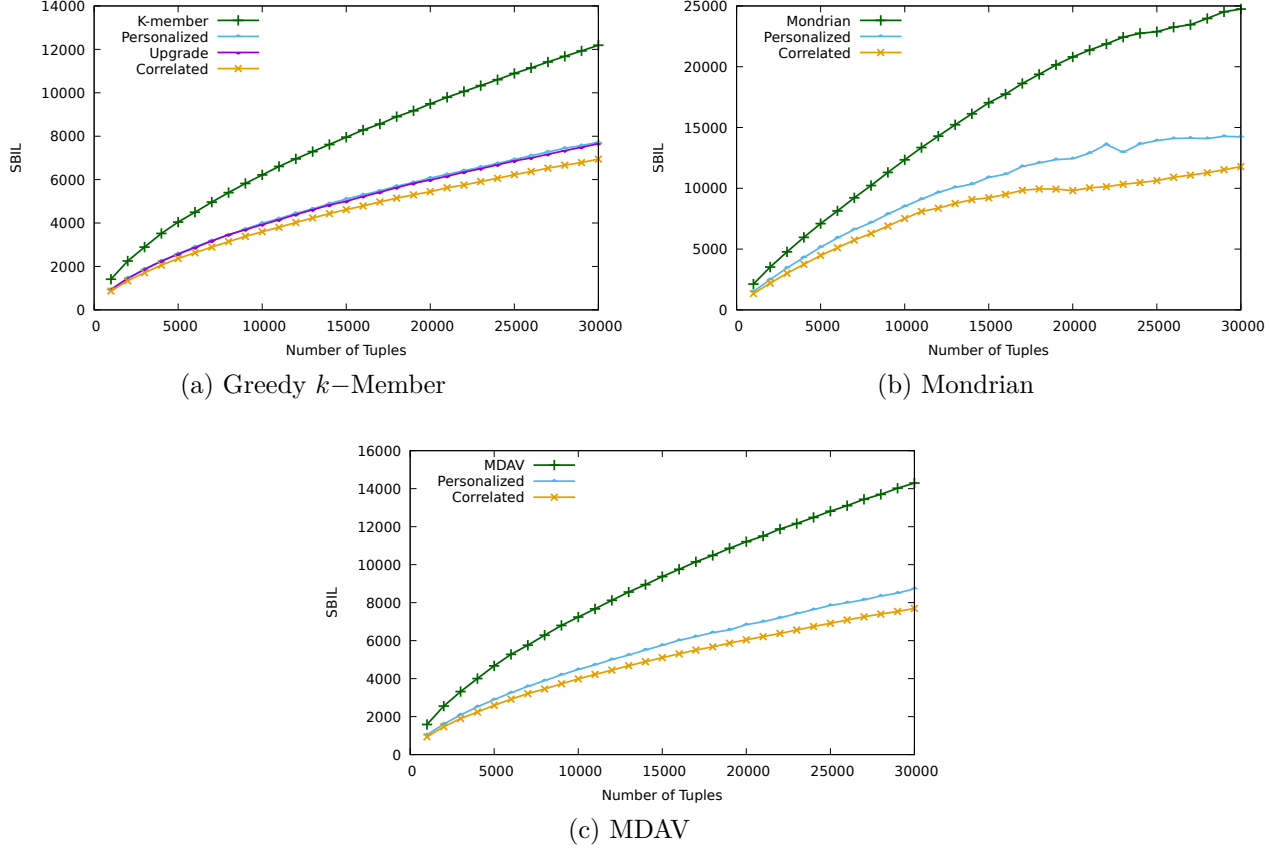 14000
12000
10000
8000
6000
4000
2000
0
SBIL
K-member
Personalized
Upgrade
Correlated
0 5000 10000 15000 20000 25000 30000
Number of Tuples
(a) Greedy k−Member
25000
20000
15000
10000
5000
0
SBIL
Mondrian
Personalized
Correlated
0 5000 10000 15000 20000 25000 30000
Number of Tuples
(b) Mondrian
16000
14000
12000
10000
8000
6000
4000
2000
0
SBIL
MDAV
Personalized
Correlated
0 5000 10000 15000 20000 25000 30000
Number of Tuples
(c) MDAV